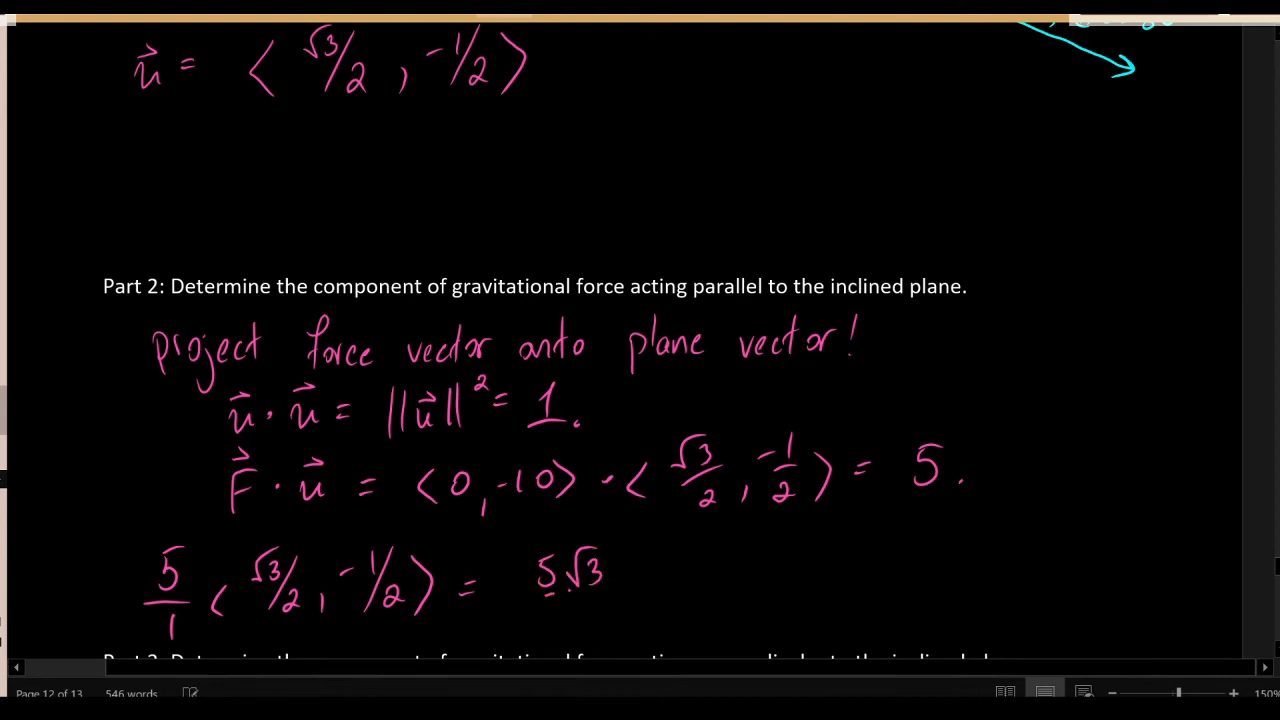 u⃗ = ⟨ √3/2 , -1/2 ⟩
Part 2: Determine the component of gravitational force acting parallel to the inclined plane.
project force vector onto plane vector!
u⃗ · u⃗ = ||u⃗||² = 1.
F⃗ · u⃗ = ⟨0, -10⟩ · ⟨ √3/2 , -1/2 ⟩ = 5.
5/1 ⟨ √3/2 , -1/2 ⟩ = 5√3
Page 12 of 13 546 words 150%